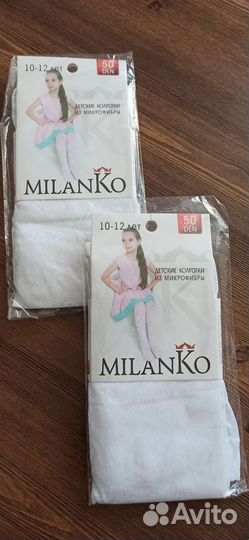 10-12 лет
50
DEN
ДЕТСКИЕ КОЛГОТКИ
ИЗ МИКРОФИБРЫ
MILANKO
10-12 лет
50
DEN
ДЕТСКИЕ КОЛГОТКИ
ИЗ МИКРОФИБРЫ
MILANKO
Avito